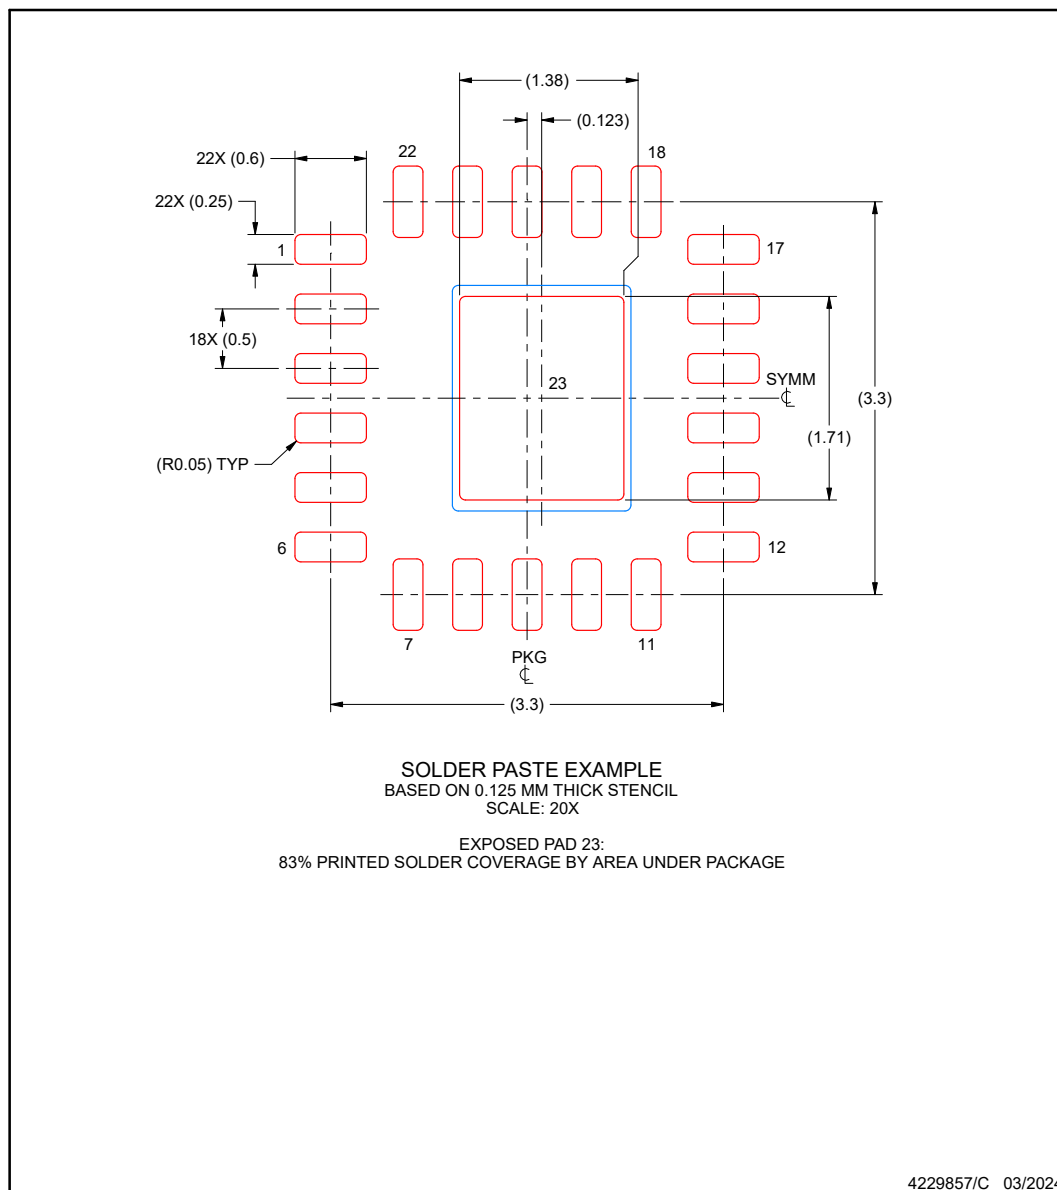 (1.38)
(0.123)
22
18
22X (0.6)
22X (0.25)
1
17
18X (0.5)
SYMM
23
(3.3)
(1.71)
(R0.05) TYP
6
12
7
11
PKG
(3.3)
SOLDER PASTE EXAMPLE
BASED ON 0.125 MM THICK STENCIL
SCALE: 20X
EXPOSED PAD 23:
83% PRINTED SOLDER COVERAGE BY AREA UNDER PACKAGE
4229857/C 03/2024